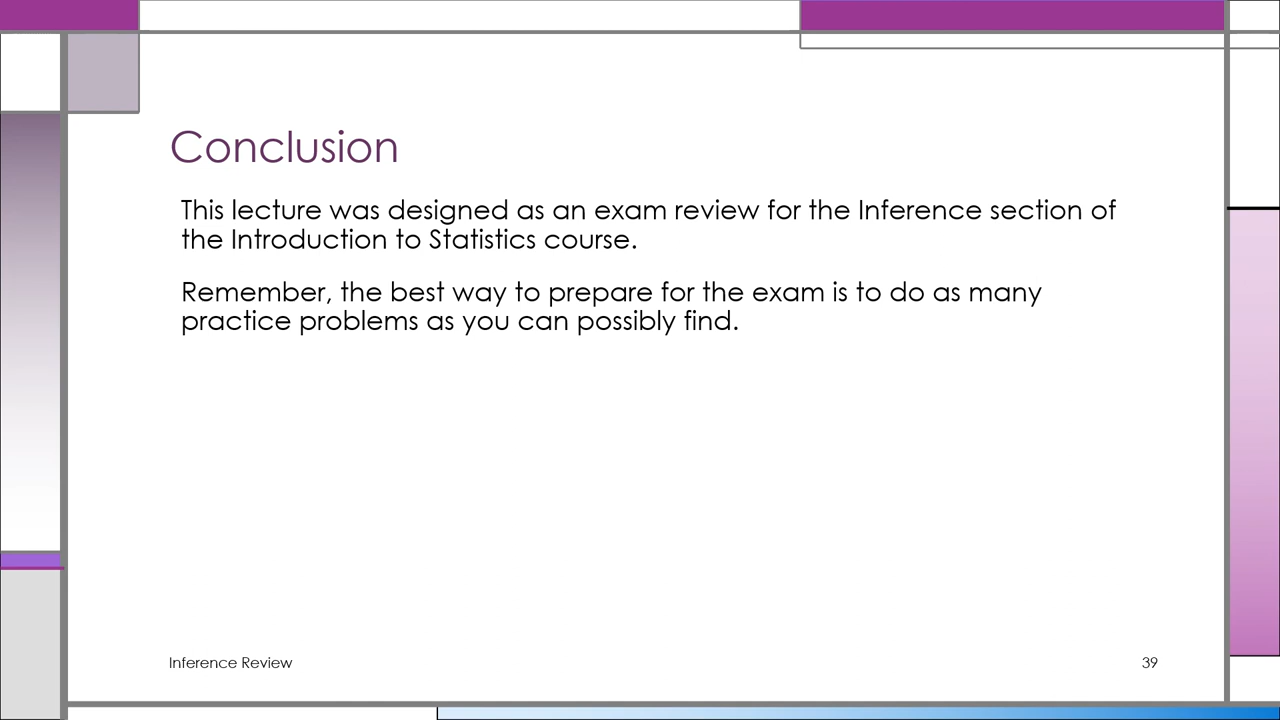 Conclusion
This lecture was designed as an exam review for the Inference section of
the Introduction to Statistics course.
Remember, the best way to prepare for the exam is to do as many
practice problems as you can possibly find.
Inference Review
39